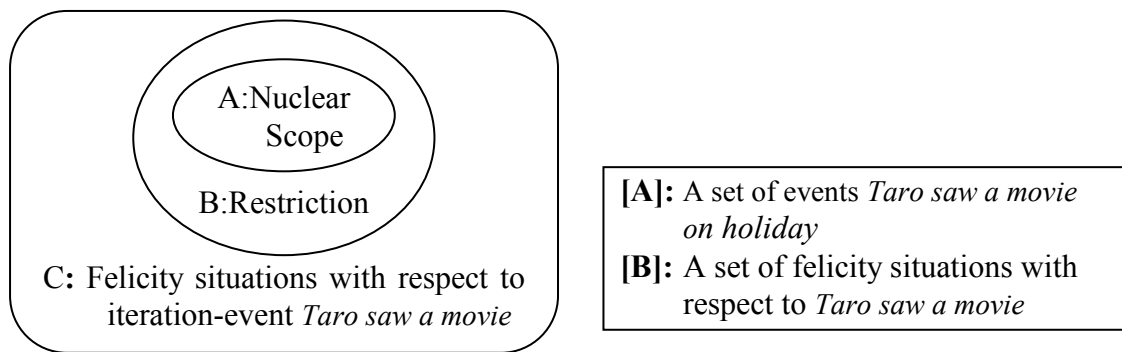 A:Nuclear
Scope
B:Restriction
C: Felicity situations with respect to
iteration-event Taro saw a movie
[A]: A set of events Taro saw a movie
on holiday
[B]: A set of felicity situations with
respect to Taro saw a movie